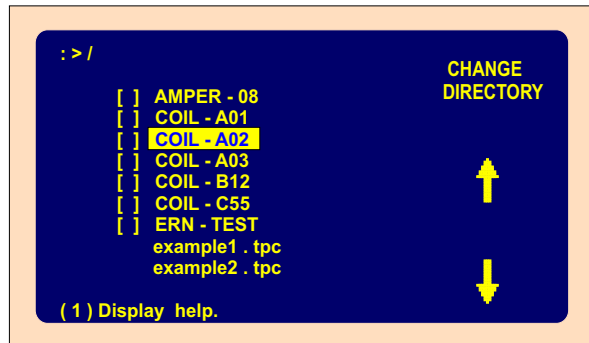 : > /
CHANGE
DIRECTORY
[ ] AMPER - 08
[ ] COIL - A01
[ ] COIL - A02
[ ] COIL - A03
[ ] COIL - B12
[ ] COIL - C55
[ ] ERN - TEST
example1 . tpc
example2 . tpc
( 1 ) Display help.